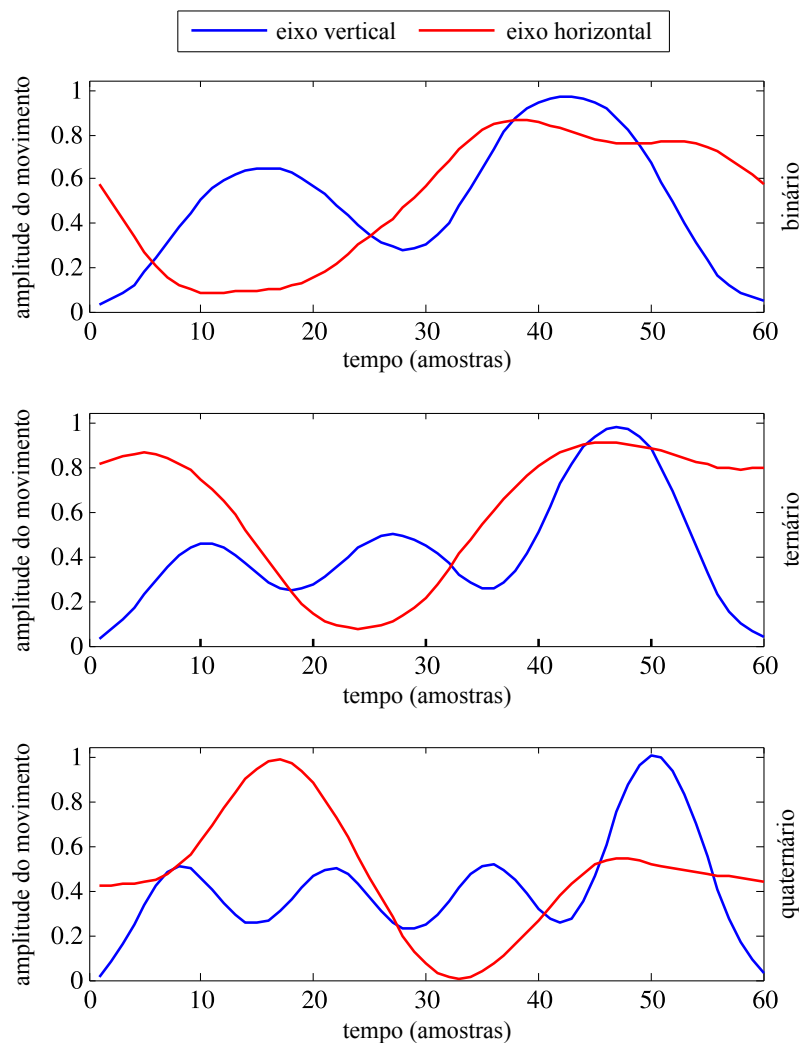 eixo vertical eixo horizontal
amplitude do movimento
1
0.8
0.6
0.4
0.2
0
0 10 20 30 40 50 60
tempo (amostras)
binário
amplitude do movimento
1
0.8
0.6
0.4
0.2
0
0 10 20 30 40 50 60
tempo (amostras)
ternário
amplitude do movimento
1
0.8
0.6
0.4
0.2
0
0 10 20 30 40 50 60
tempo (amostras)
quaternário